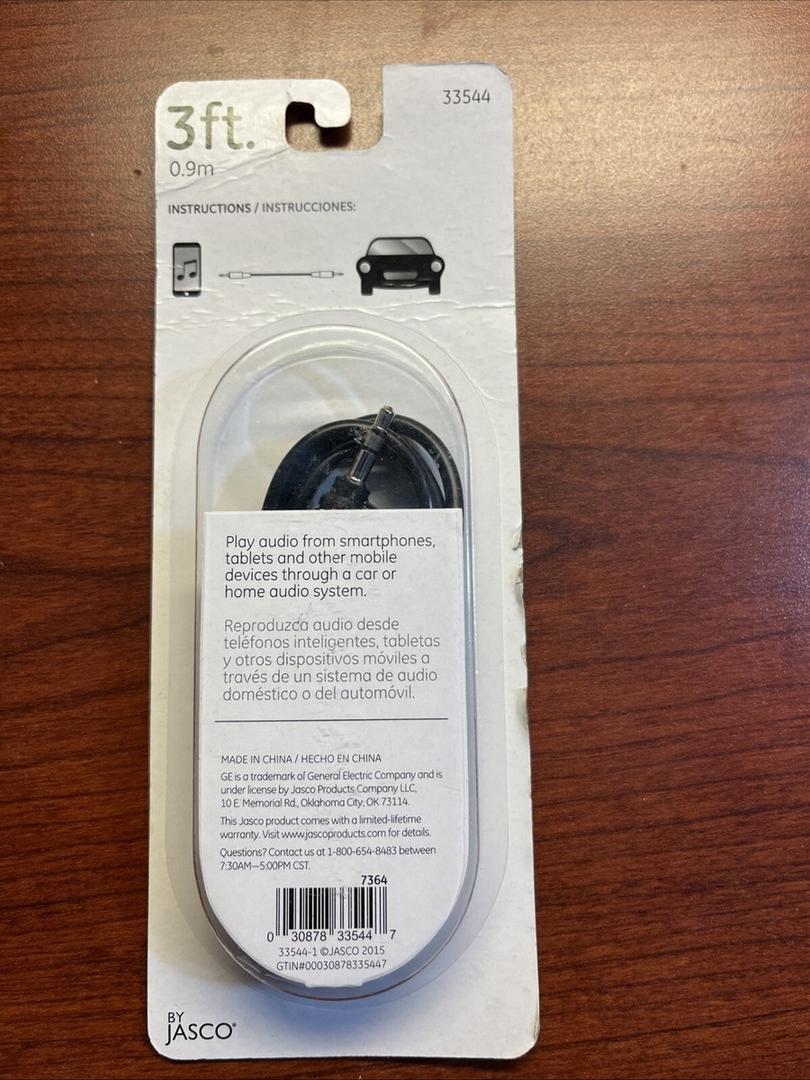 3ft.
33544
0.9m
INSTRUCTIONS / INSTRUCCIONES:
Play audio from smartphones,
tablets and other mobile
devices through a car or
home audio system.
Reproduzca audio desde
teléfonos inteligentes, tabletas
y otros dispositivos móviles a
través de un sistema de audio
doméstico o del automóvil.
MADE IN CHINA / HECHO EN CHINA
GE is a trademark of General Electric Company and is
under license by Jasco Products Company LLC,
10 E. Memorial Rd., Oklahoma City, OK 73114.
This Jasco product comes with a limited-lifetime
warranty. Visit www.jascoproducts.com for details.
Questions? Contact us at 1-800-654-8483 between
7:30AM—5:00PM CST.
7364
0 30878 33544 7
33544-1 ©JASCO 2015
GTIN#00030878335447
BY
JASCO®